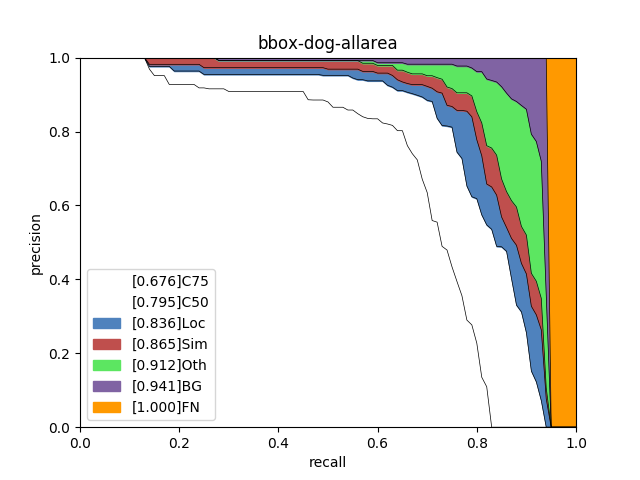 bbox-dog-allarea
precision
1.0
0.8
0.6
0.4
0.2
0.0
[0.676]C75
[0.795]C50
[0.836]Loc
[0.865]Sim
[0.912]Oth
[0.941]BG
[1.000]FN
0.0 0.2 0.4 0.6 0.8 1.0
recall